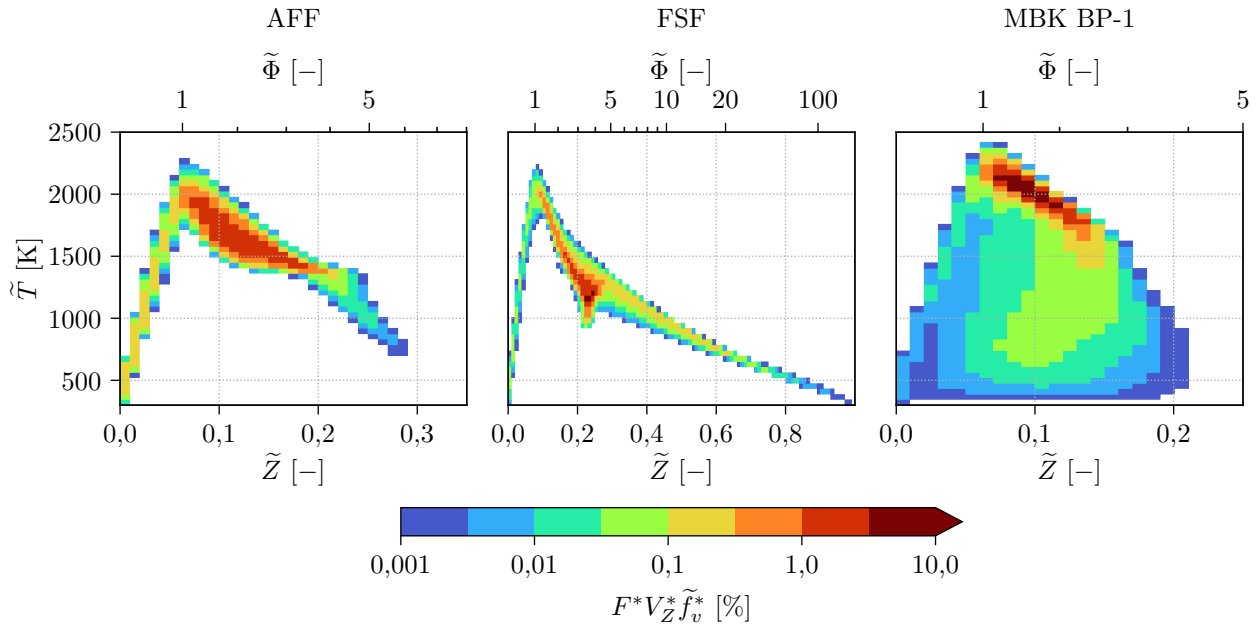 AFF FSF MBK BP-1
Φ̃ [−] Φ̃ [−] Φ̃ [−]
1 5 1 5 10 20 100 1 5
2500
2000
1500
1000
500
T̃ [K]
0,0 0,1 0,2 0,3 0,0 0,2 0,4 0,6 0,8 0,0 0,1 0,2
Z̃ [−] Z̃ [−] Z̃ [−]
0,001 0,01 0,1 1,0 10,0
F*V*_Z f̃*_v [%]